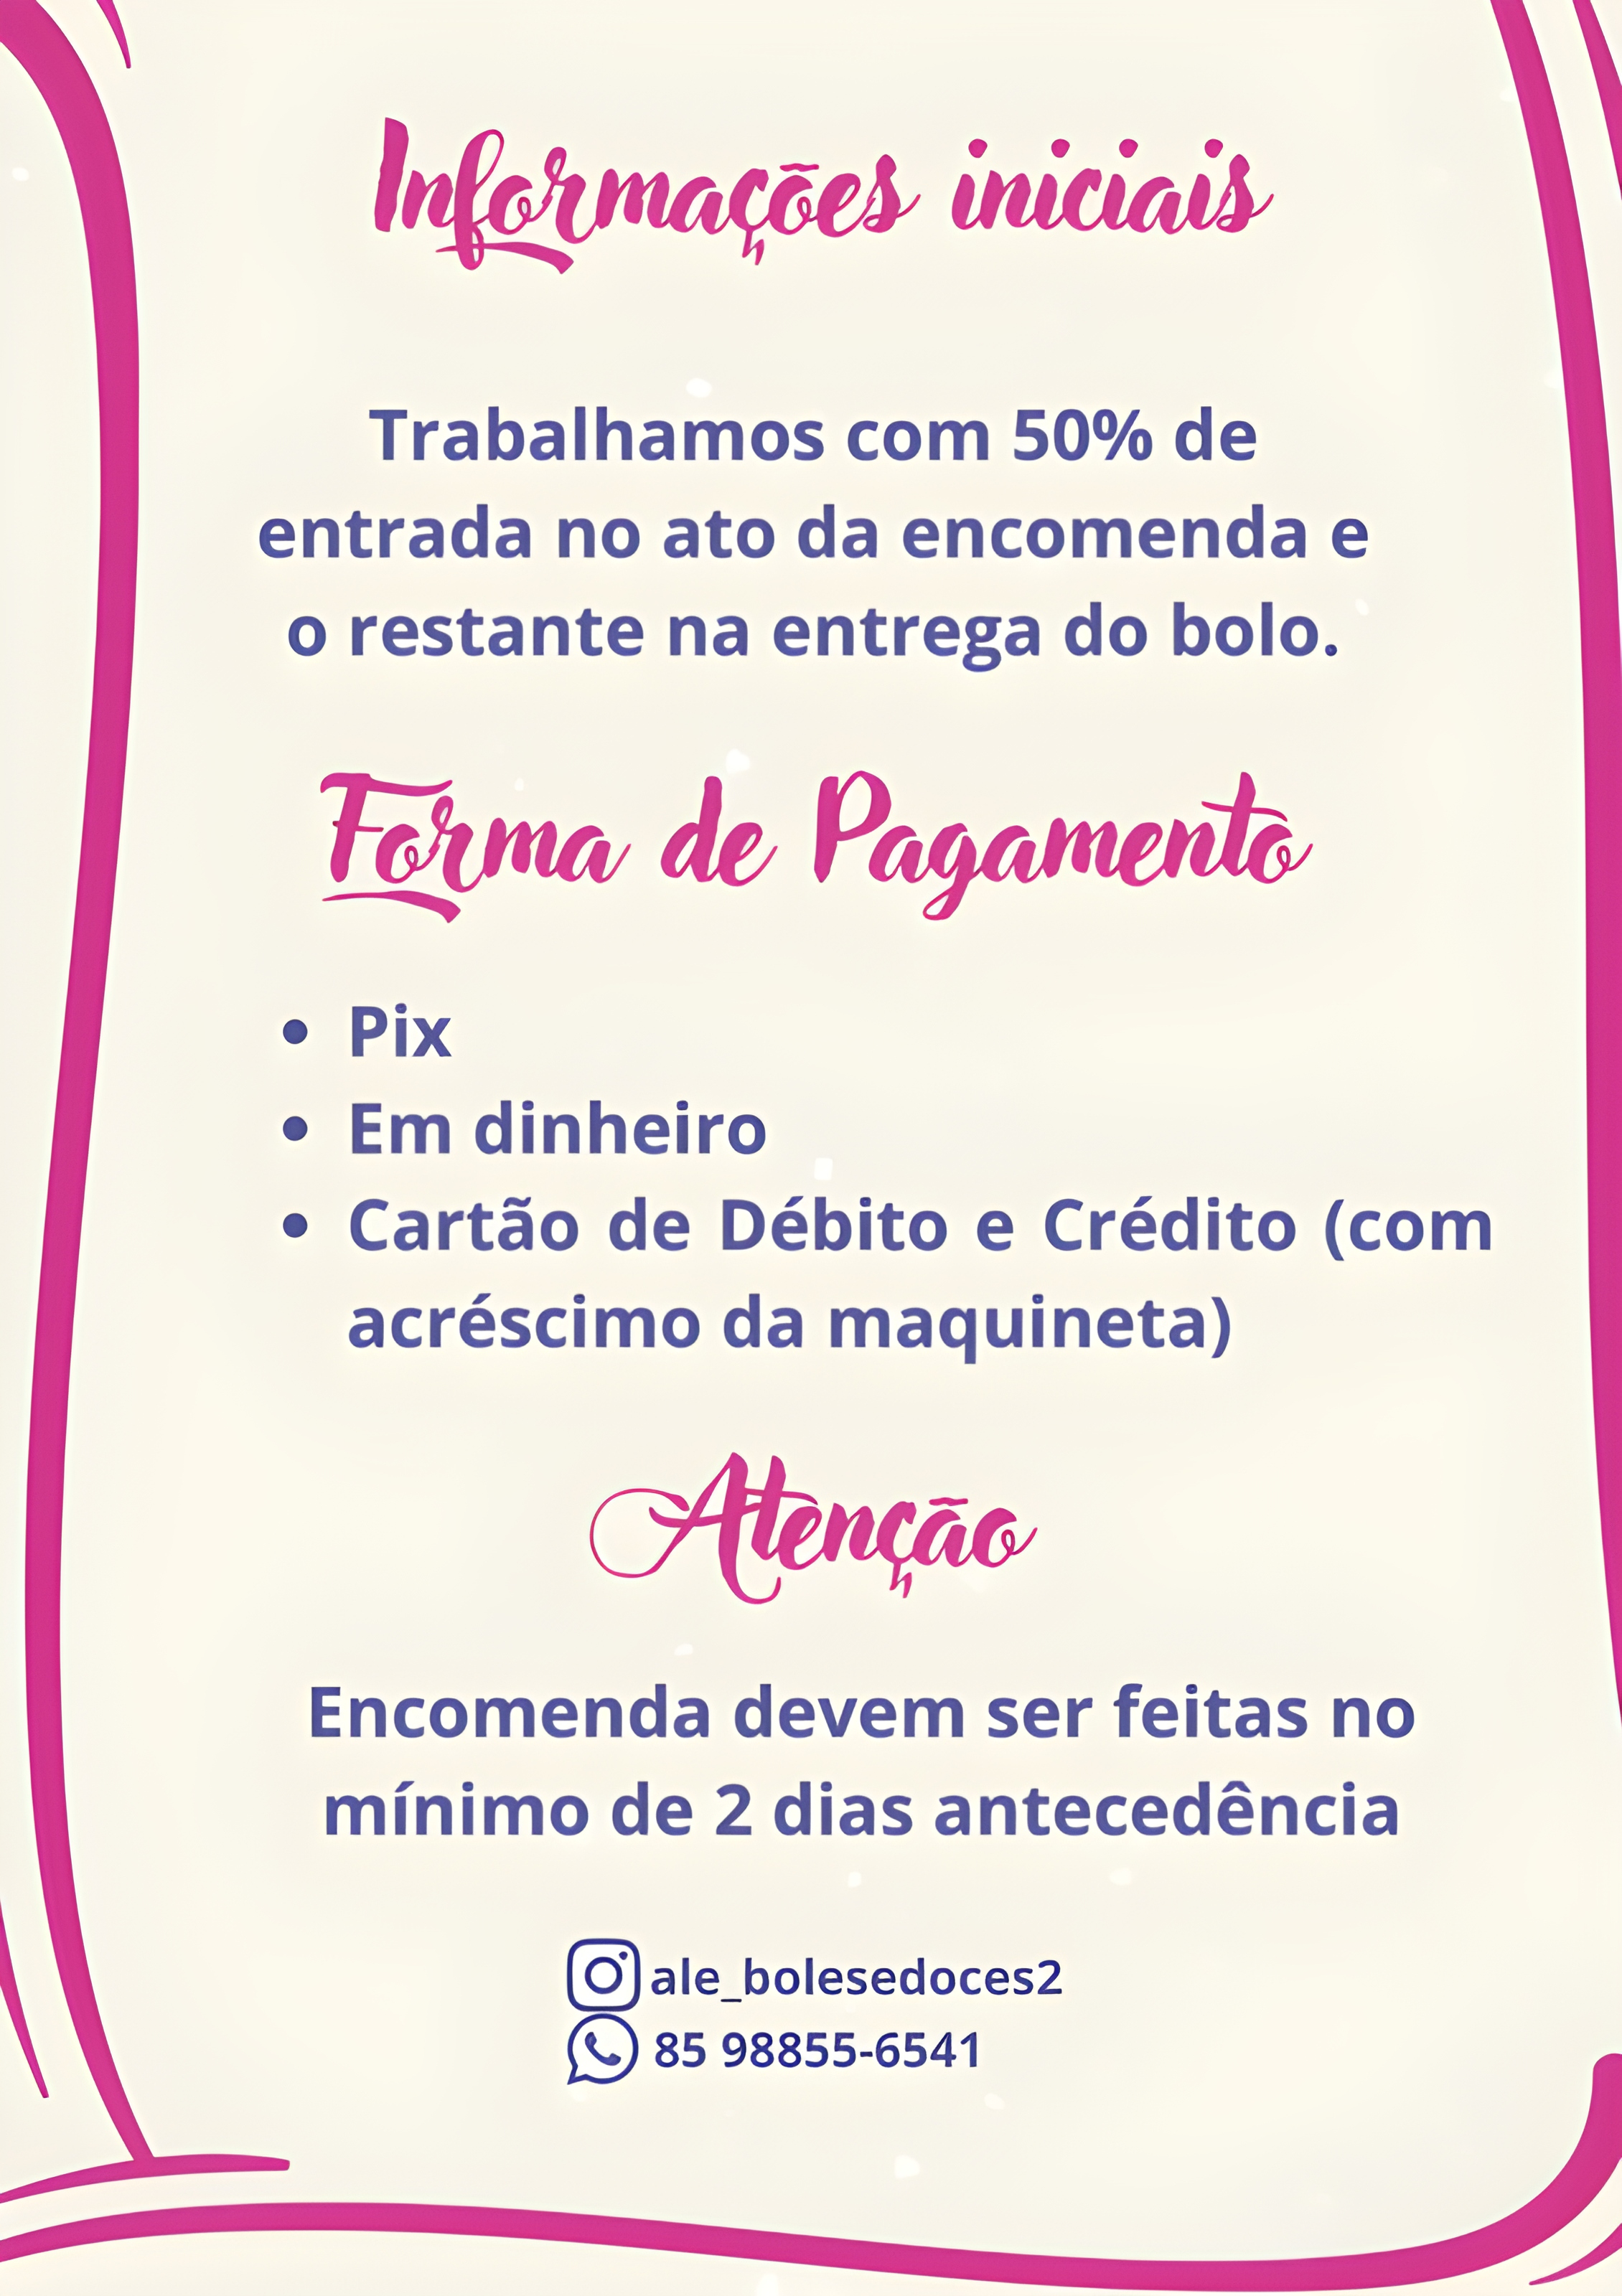 Informações iniciais
Trabalhamos com 50% de
entrada no ato da encomenda e
o restante na entrega do bolo.
Forma de Pagamento
• Pix
• Em dinheiro
• Cartão de Débito e Crédito (com
acréscimo da maquineta)
Atenção
Encomenda devem ser feitas no
mínimo de 2 dias antecedência
ale_bolesedoces2
85 98855-6541